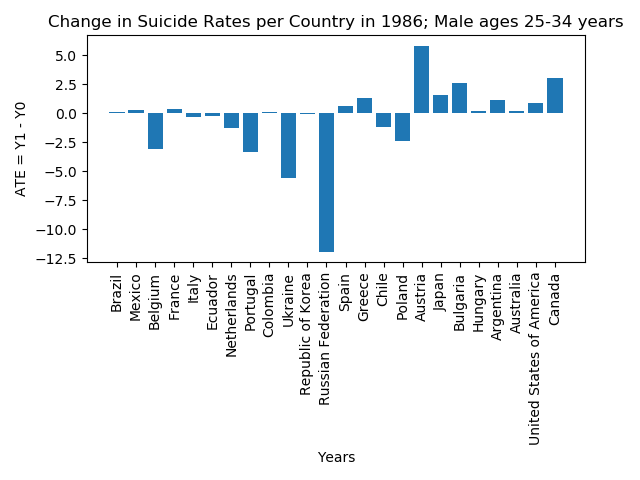 Change in Suicide Rates per Country in 1986; Male ages 25-34 years
ATE = Y1 - Y0
5.0
2.5
0.0
−2.5
−5.0
−7.5
−10.0
−12.5
Brazil
Mexico
Belgium
France
Italy
Ecuador
Netherlands
Portugal
Colombia
Ukraine
Republic of Korea
Russian Federation
Spain
Greece
Chile
Poland
Austria
Japan
Bulgaria
Hungary
Argentina
Australia
United States of America
Canada
Years